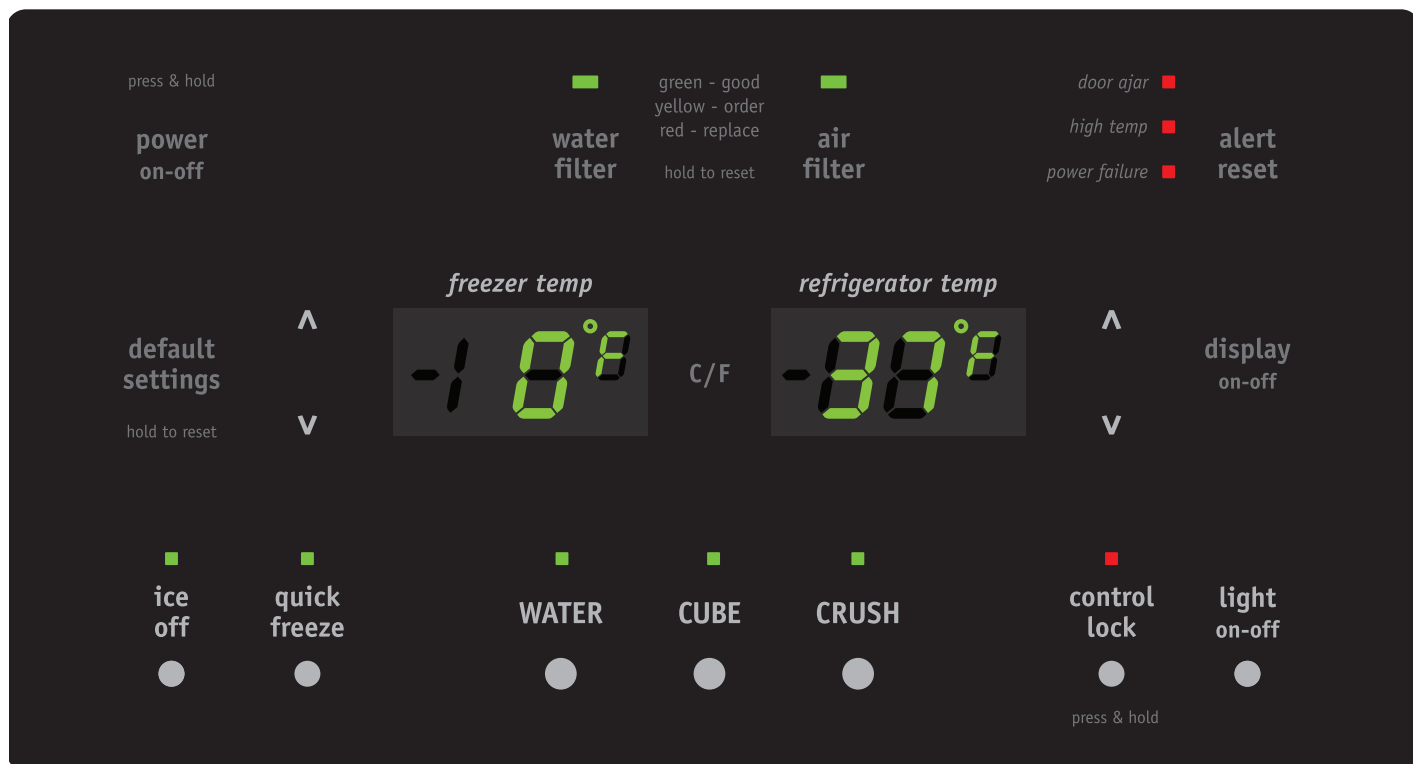 press & hold
power
on-off
water
filter
green - good
yellow - order
red - replace
hold to reset
air
filter
door ajar
high temp
power failure
alert
reset
default
settings
hold to reset
∧
∨
freezer temp
0°F
C/F
refrigerator temp
37°F
∧
∨
display
on-off
ice
off
quick
freeze
WATER
CUBE
CRUSH
control
lock
press & hold
light
on-off